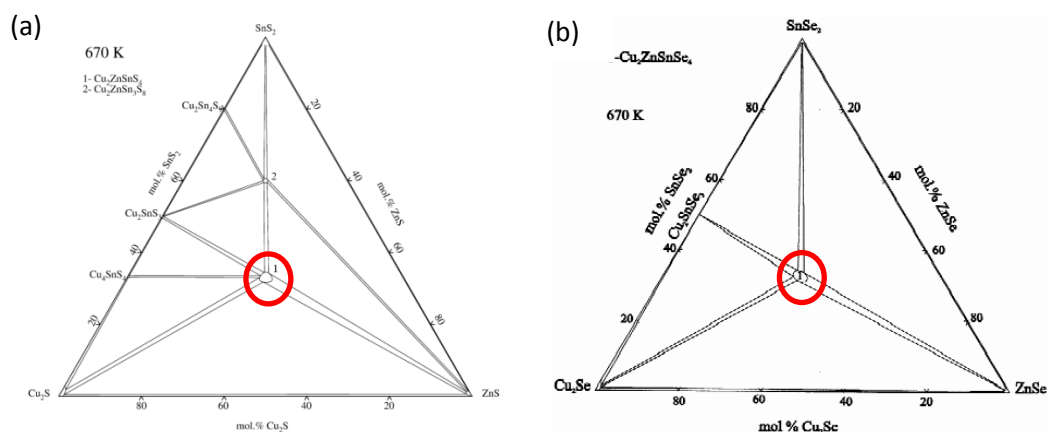 (a)
SnS2
670 K
1- Cu2ZnSnS4
2- Cu2ZnSn3S8
Cu2Sn4S9
20
mol.% SnS2
60
2
40
mol.% ZnS
Cu2SnS3
40
60
1
Cu4SnS4
20
80
Cu2S
ZnS
80
60
40
20
mol.% Cu2S
(b)
SnSe2
-Cu2ZnSnSe4
670 K
80
20
60
40
mol.% SnSe2
mol.% ZnSe
Cu2SnSe3
40
60
1
20
80
Cu2Se
ZnSe
80
60
40
20
mol % Cu2Se